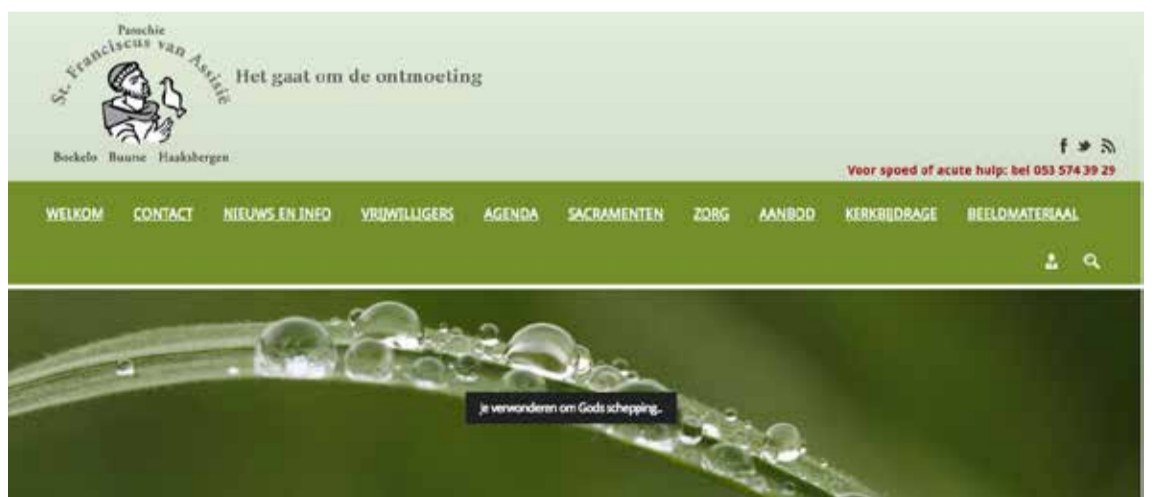 Parochie
St. Franciscus van Assisië
Het gaat om de ontmoeting
Boekelo Buurse Haaksbergen
Voor spoed of acute hulp: bel 053 574 39 29
WELKOM CONTACT NIEUWS EN INFO VRIJWILLIGERS AGENDA SACRAMENTEN ZORG AANBOD KERKBIJDRAGE BEELDMATERIAAL
Je verwonderen om Gods schepping...